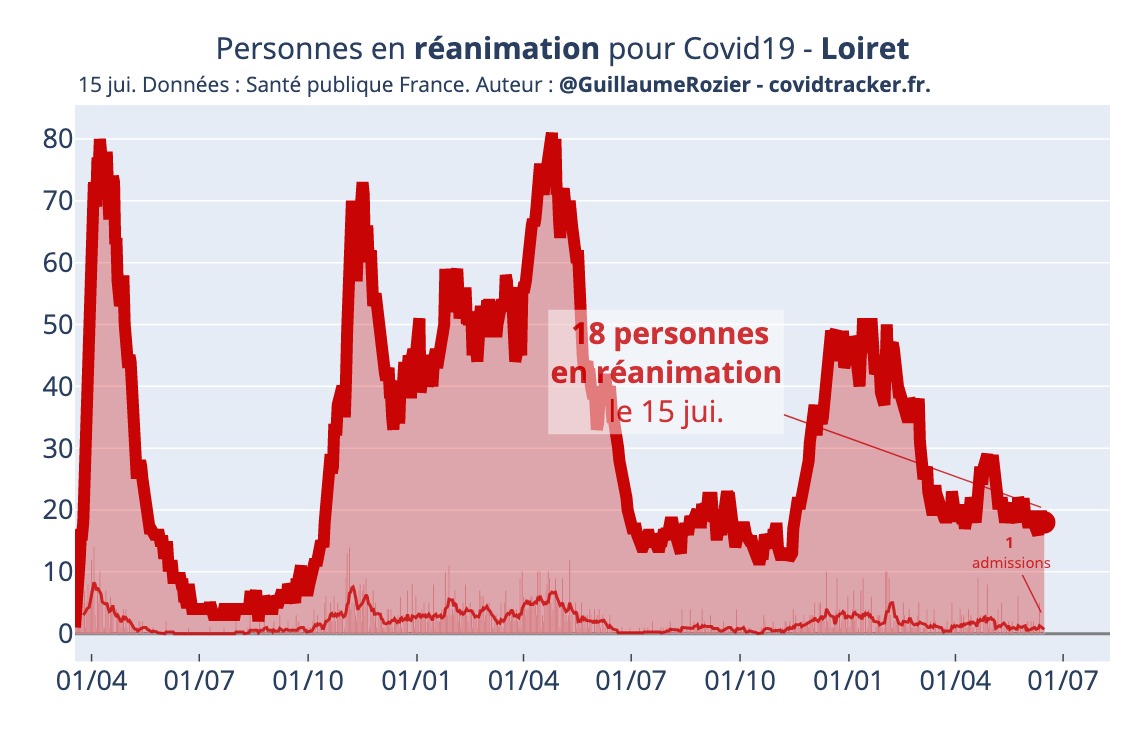 Personnes en réanimation pour Covid19 - Loiret
15 jui. Données : Santé publique France. Auteur : @GuillaumeRozier - covidtracker.fr.
80
70
60
50
40
30
20
10
0
18 personnes
en réanimation
le 15 jui.
1
admissions
01/04 01/07 01/10 01/01 01/04 01/07 01/10 01/01 01/04 01/07